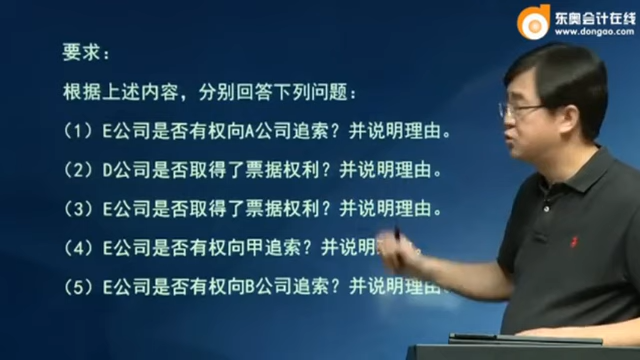 东奥会计在线
www.dongao.com
要求：
根据上述内容，分别回答下列问题：
（1）E公司是否有权向A公司追索？并说明理由。
（2）D公司是否取得了票据权利？并说明理由。
（3）E公司是否取得了票据权利？并说明理由。
（4）E公司是否有权向甲追索？并说明理由。
（5）E公司是否有权向B公司追索？并说明理由。